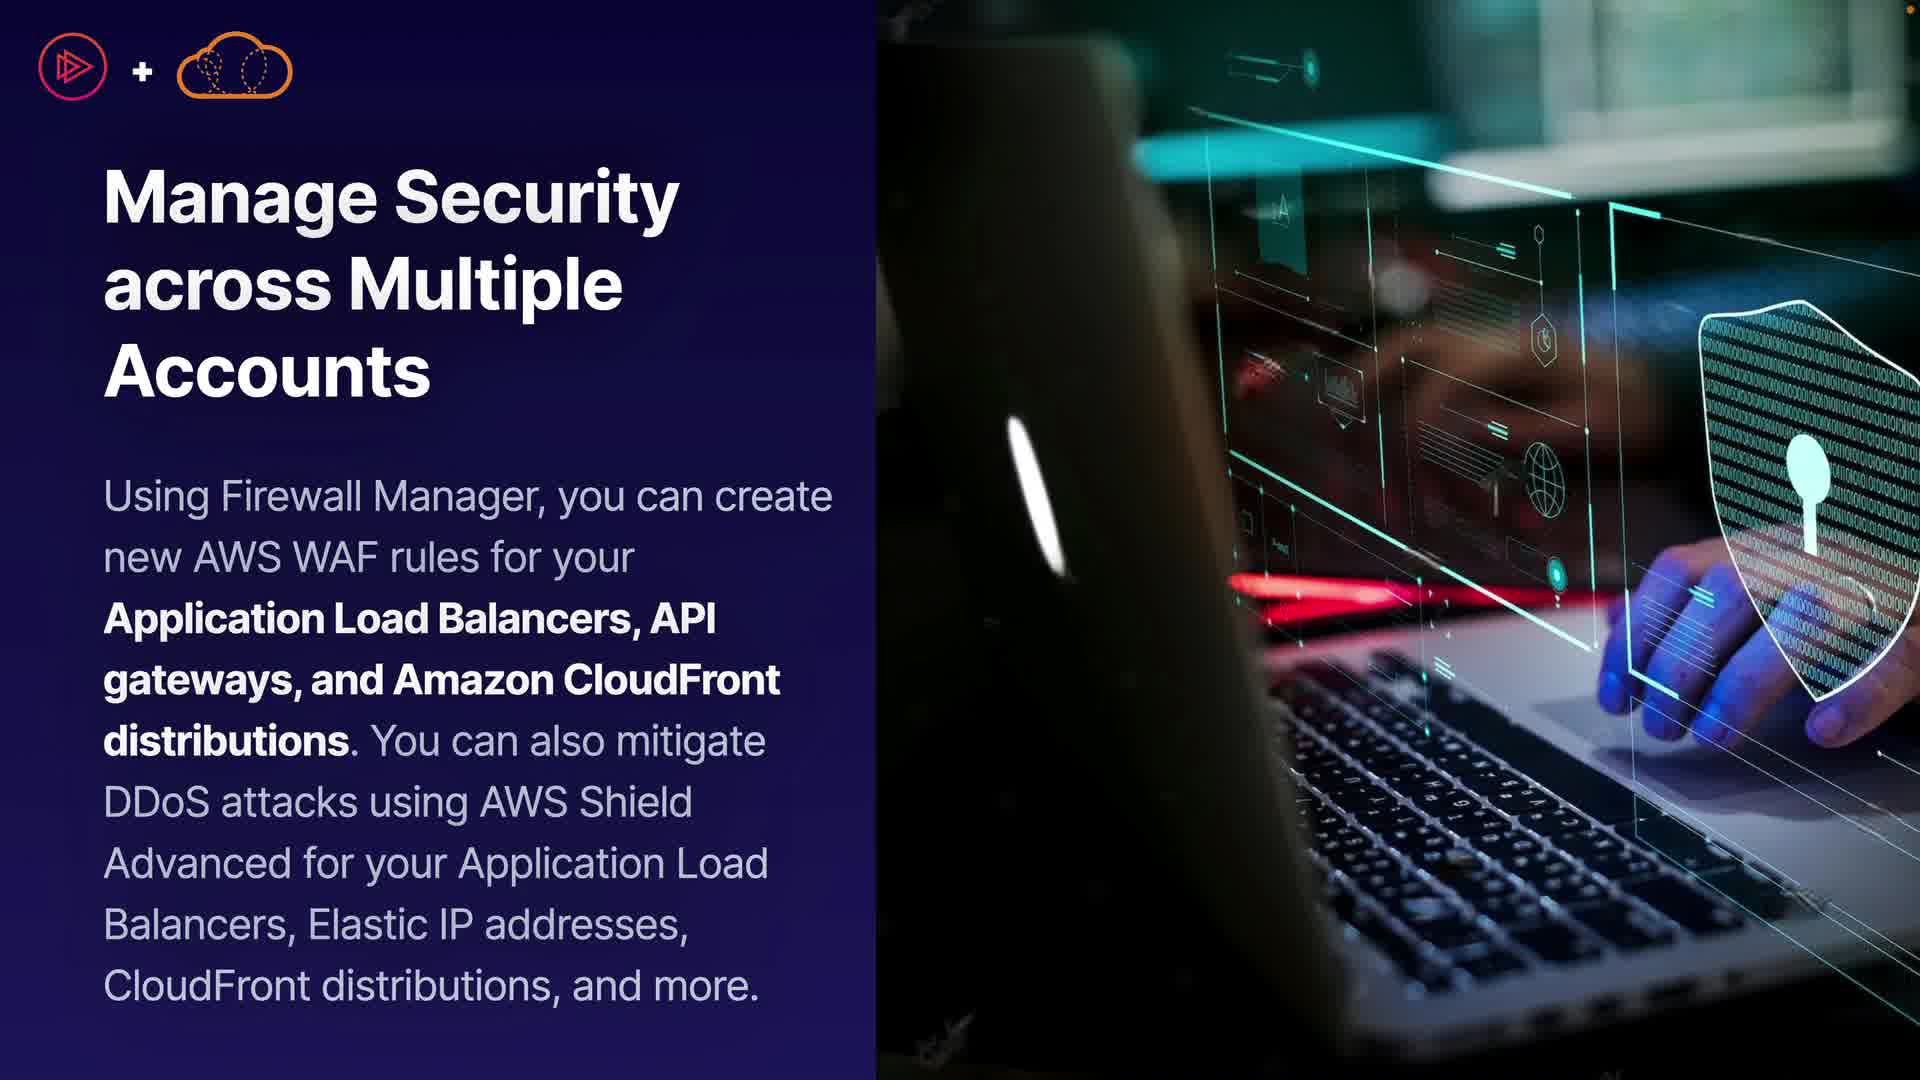 Manage Security
across Multiple
Accounts
Using Firewall Manager, you can create
new AWS WAF rules for your
Application Load Balancers, API
gateways, and Amazon CloudFront
distributions. You can also mitigate
DDoS attacks using AWS Shield
Advanced for your Application Load
Balancers, Elastic IP addresses,
CloudFront distributions, and more.